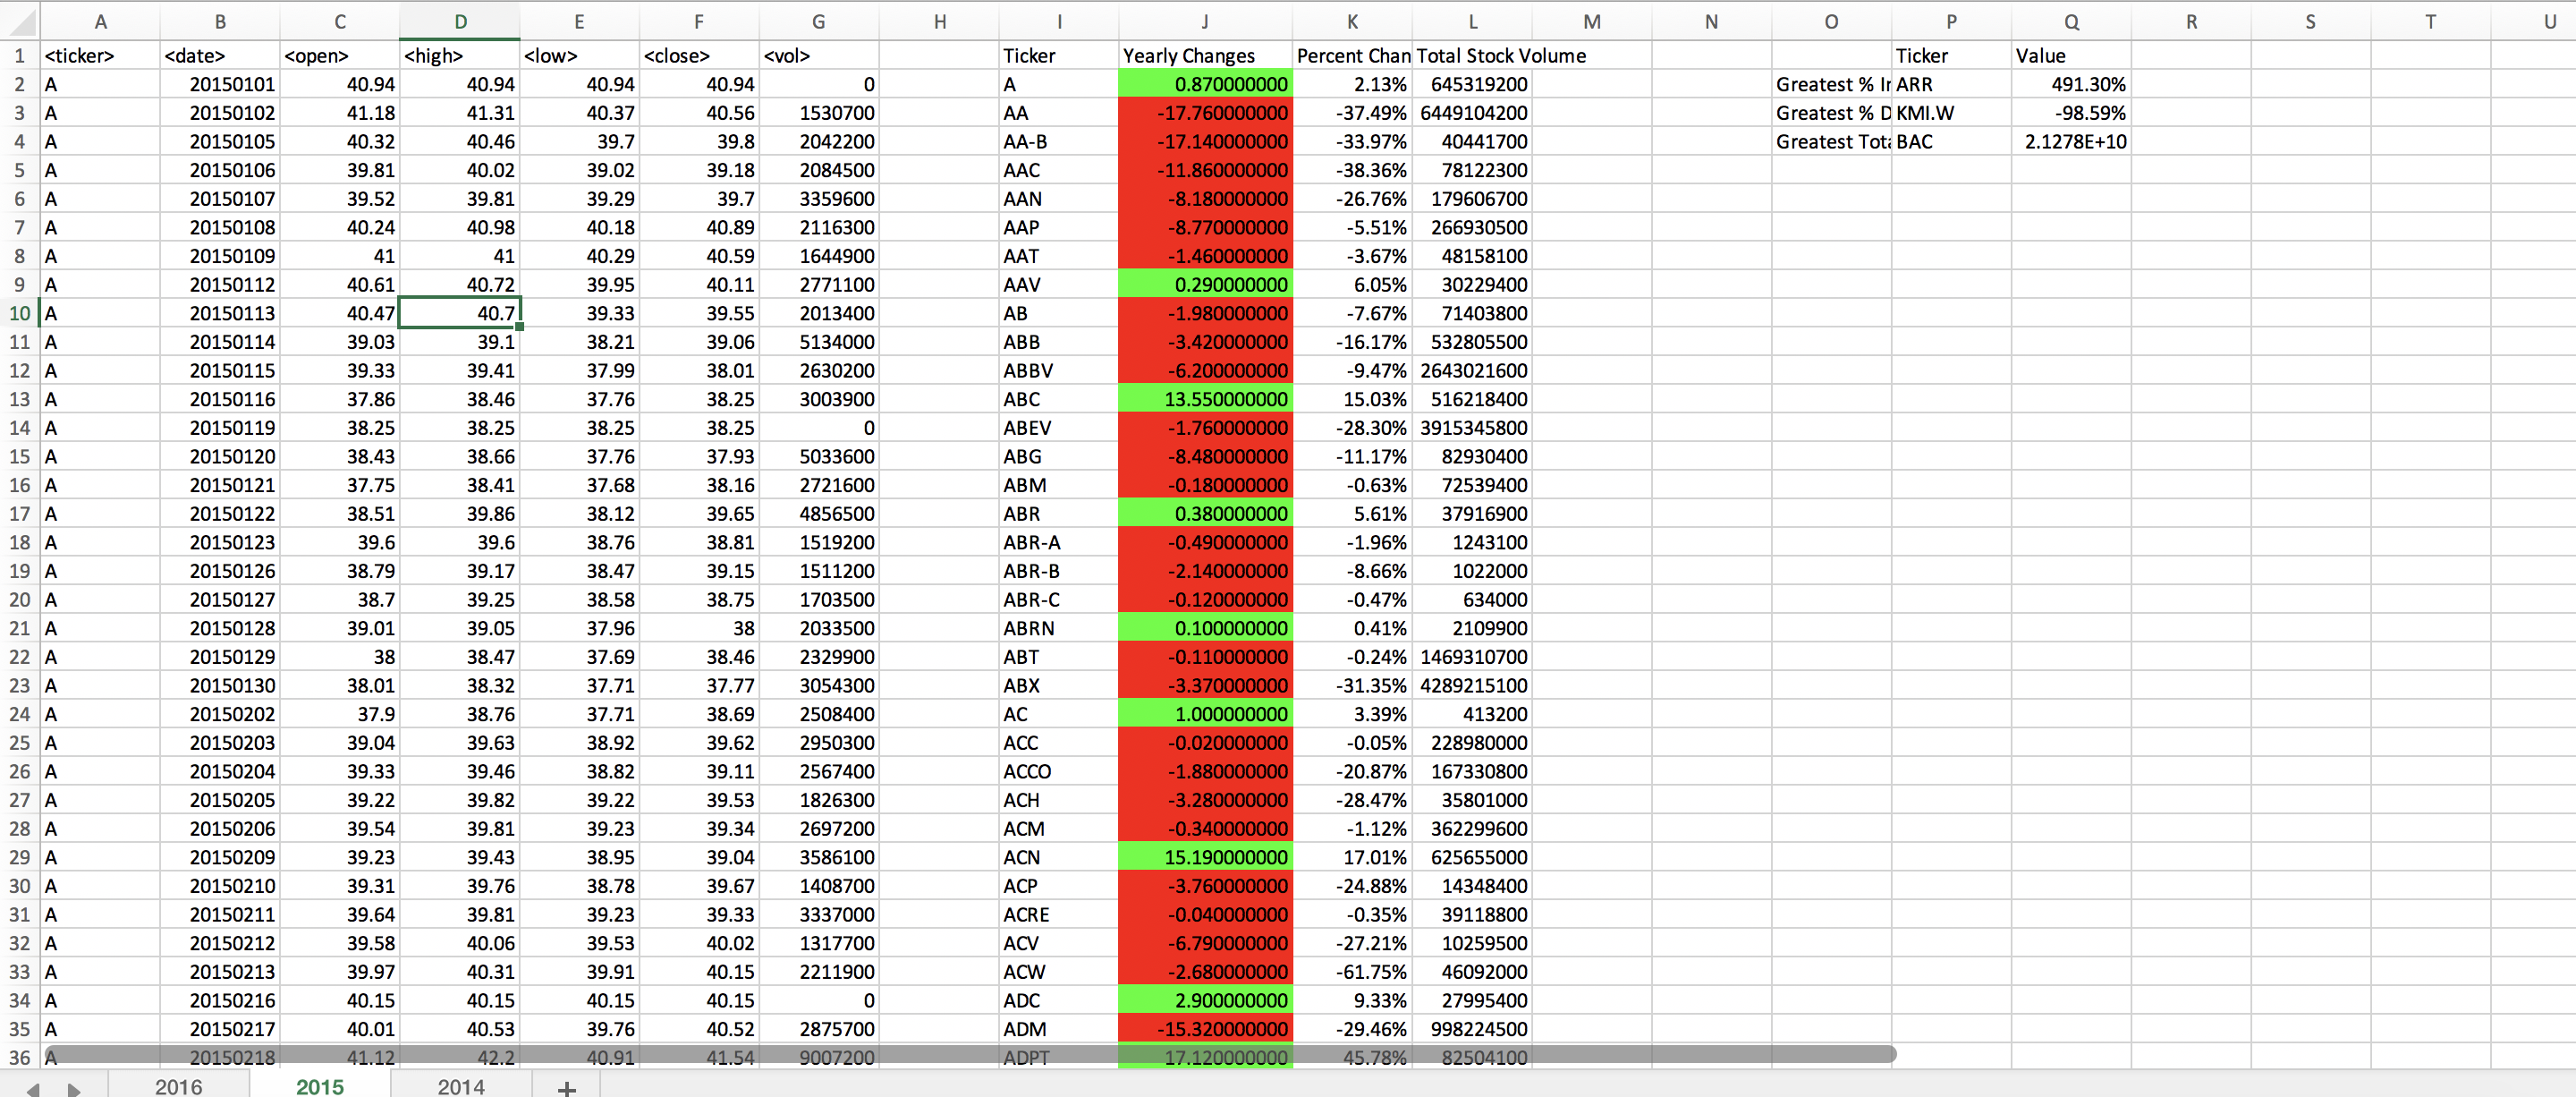 A B C D E F G H I J K L M N O P Q R S T U
1 <ticker> <date> <open> <high> <low> <close> <vol> Ticker Yearly Changes Percent Chan Total Stock Volume Ticker Value
2 A 20150101 40.94 40.94 40.94 40.94 0 A 0.870000000 2.13% 645319200 Greatest % Ir ARR 491.30%
3 A 20150102 41.18 41.31 40.37 40.56 1530700 AA -17.760000000 -37.49% 6449104200 Greatest % D KMI.W -98.59%
4 A 20150105 40.32 40.46 39.7 39.8 2042200 AA-B -17.140000000 -33.97% 40441700 Greatest Tota BAC 2.1278E+10
5 A 20150106 39.81 40.02 39.02 39.18 2084500 AAC -11.860000000 -38.36% 78122300
6 A 20150107 39.52 39.81 39.29 39.7 3359600 AAN -8.180000000 -26.76% 179606700
7 A 20150108 40.24 40.98 40.18 40.89 2116300 AAP -8.770000000 -5.51% 266930500
8 A 20150109 41 41 40.29 40.59 1644900 AAT -1.460000000 -3.67% 48158100
9 A 20150112 40.61 40.72 39.95 40.11 2771100 AAV 0.290000000 6.05% 30229400
10 A 20150113 40.47 40.7 39.33 39.55 2013400 AB -1.980000000 -7.67% 71403800
11 A 20150114 39.03 39.1 38.21 39.06 5134000 ABB -3.420000000 -16.17% 532805500
12 A 20150115 39.33 39.41 37.99 38.01 2630200 ABBV -6.200000000 -9.47% 2643021600
13 A 20150116 37.86 38.46 37.76 38.25 3003900 ABC 13.550000000 15.03% 516218400
14 A 20150119 38.25 38.25 38.25 38.25 0 ABEV -1.760000000 -28.30% 3915345800
15 A 20150120 38.43 38.66 37.76 37.93 5033600 ABG -8.480000000 -11.17% 82930400
16 A 20150121 37.75 38.41 37.68 38.16 2721600 ABM -0.180000000 -0.63% 72539400
17 A 20150122 38.51 39.86 38.12 39.65 4856500 ABR 0.380000000 5.61% 37916900
18 A 20150123 39.6 39.6 38.76 38.81 1519200 ABR-A -0.490000000 -1.96% 1243100
19 A 20150126 38.79 39.17 38.47 39.15 1511200 ABR-B -2.140000000 -8.66% 1022000
20 A 20150127 38.7 39.25 38.58 38.75 1703500 ABR-C -0.120000000 -0.47% 634000
21 A 20150128 39.01 39.05 37.96 38 2033500 ABRN 0.100000000 0.41% 2109900
22 A 20150129 38 38.47 37.69 38.46 2329900 ABT -0.110000000 -0.24% 1469310700
23 A 20150130 38.01 38.32 37.71 37.77 3054300 ABX -3.370000000 -31.35% 4289215100
24 A 20150202 37.9 38.76 37.71 38.69 2508400 AC 1.000000000 3.39% 413200
25 A 20150203 39.04 39.63 38.92 39.62 2950300 ACC -0.020000000 -0.05% 228980000
26 A 20150204 39.33 39.46 38.82 39.11 2567400 ACCO -1.880000000 -20.87% 167330800
27 A 20150205 39.22 39.82 39.22 39.53 1826300 ACH -3.280000000 -28.47% 35801000
28 A 20150206 39.54 39.81 39.23 39.34 2697200 ACM -0.340000000 -1.12% 362299600
29 A 20150209 39.23 39.43 38.95 39.04 3586100 ACN 15.190000000 17.01% 625655000
30 A 20150210 39.31 39.76 38.78 39.67 1408700 ACP -3.760000000 -24.88% 14348400
31 A 20150211 39.64 39.81 39.23 39.33 3337000 ACRE -0.040000000 -0.35% 39118800
32 A 20150212 39.58 40.06 39.53 40.02 1317700 ACV -6.790000000 -27.21% 10259500
33 A 20150213 39.97 40.31 39.91 40.15 2211900 ACW -2.680000000 -61.75% 46092000
34 A 20150216 40.15 40.15 40.15 40.15 0 ADC 2.900000000 9.33% 27995400
35 A 20150217 40.01 40.53 39.76 40.52 2875700 ADM -15.320000000 -29.46% 998224500
36 A 20150218 41.12 42.2 40.91 41.54 9007200 ADPT 17.120000000 45.78% 82504100
2016 2015 2014 +